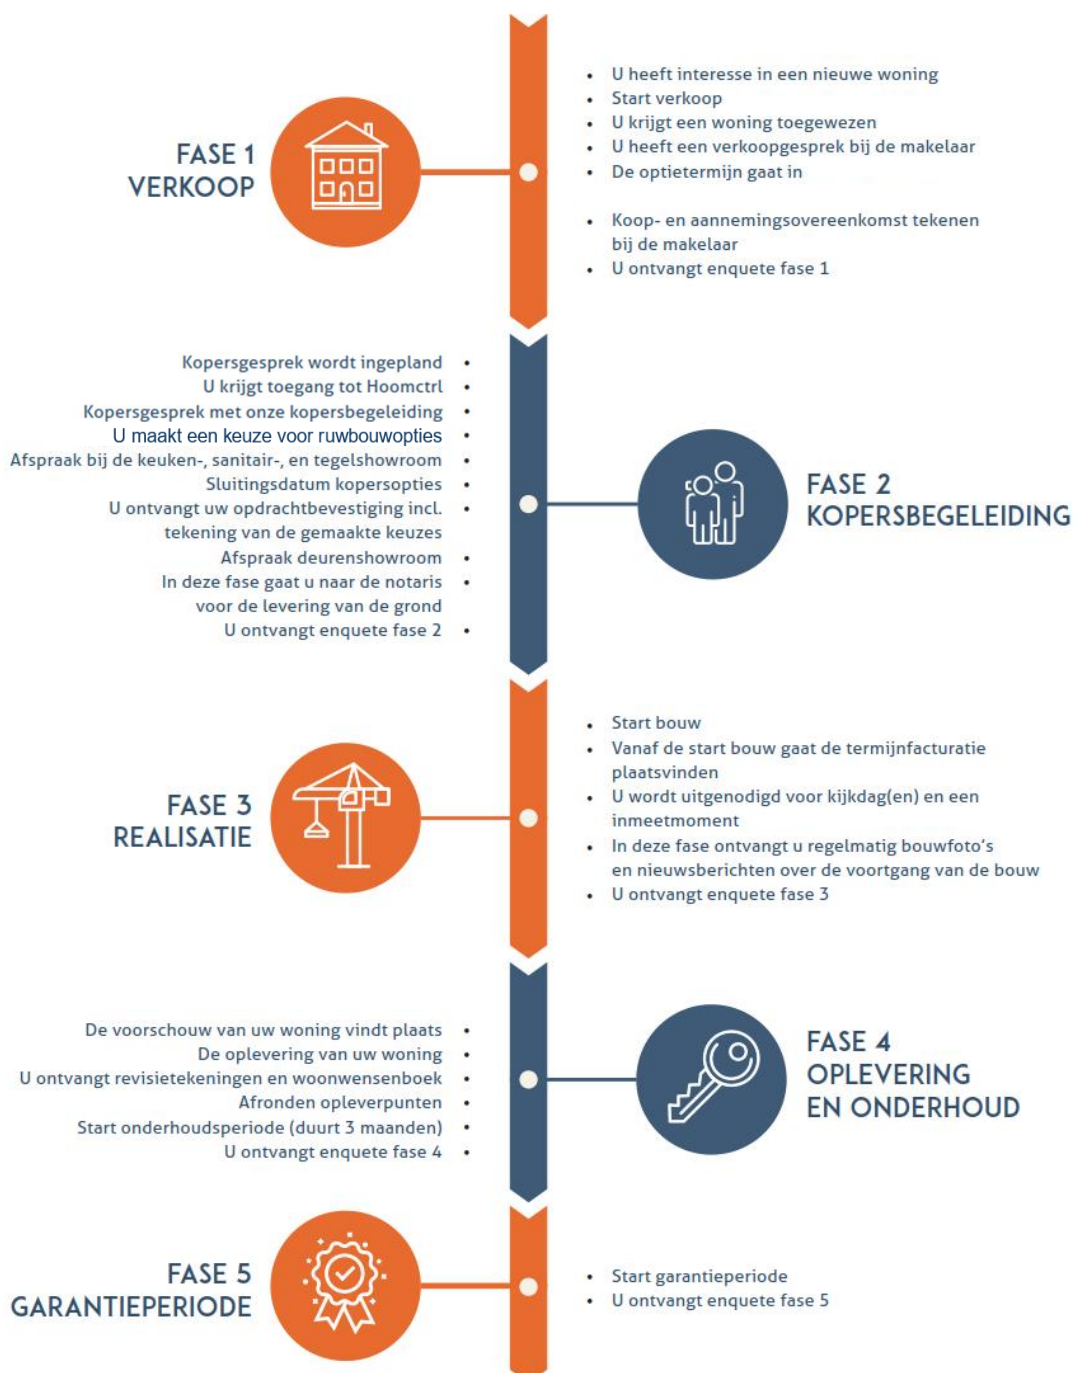 FASE 1
VERKOOP
• U heeft interesse in een nieuwe woning
• Start verkoop
• U krijgt een woning toegewezen
• U heeft een verkoopgesprek bij de makelaar
• De optietermijn gaat in
• Koop- en aannemingsovereenkomst tekenen
bij de makelaar
• U ontvangt enquete fase 1
Kopersgesprek wordt ingepland •
U krijgt toegang tot Hoomctrl •
Kopersgesprek met onze kopersbegeleiding •
U maakt een keuze voor ruwbouwopties •
Afspraak bij de keuken-, sanitair-, en tegelshowroom •
Sluitingsdatum kopersopties •
U ontvangt uw opdrachtbevestiging incl. •
tekening van de gemaakte keuzes
Afspraak deurenshowroom •
In deze fase gaat u naar de notaris •
voor de levering van de grond
U ontvangt enquete fase 2 •
FASE 2
KOPERSBEGELEIDING
FASE 3
REALISATIE
• Start bouw
• Vanaf de start bouw gaat de termijnfacturatie
plaatsvinden
• U wordt uitgenodigd voor kijkdag(en) en een
inmeetmoment
• In deze fase ontvangt u regelmatig bouwfoto's
en nieuwsberichten over de voortgang van de bouw
• U ontvangt enquete fase 3
De voorschouw van uw woning vindt plaats •
De oplevering van uw woning •
U ontvangt revisietekeningen en woonwensenboek •
Afronden opleverpunten •
Start onderhoudsperiode (duurt 3 maanden) •
U ontvangt enquete fase 4 •
FASE 4
OPLEVERING
EN ONDERHOUD
FASE 5
GARANTIEPERIODE
• Start garantieperiode
• U ontvangt enquete fase 5